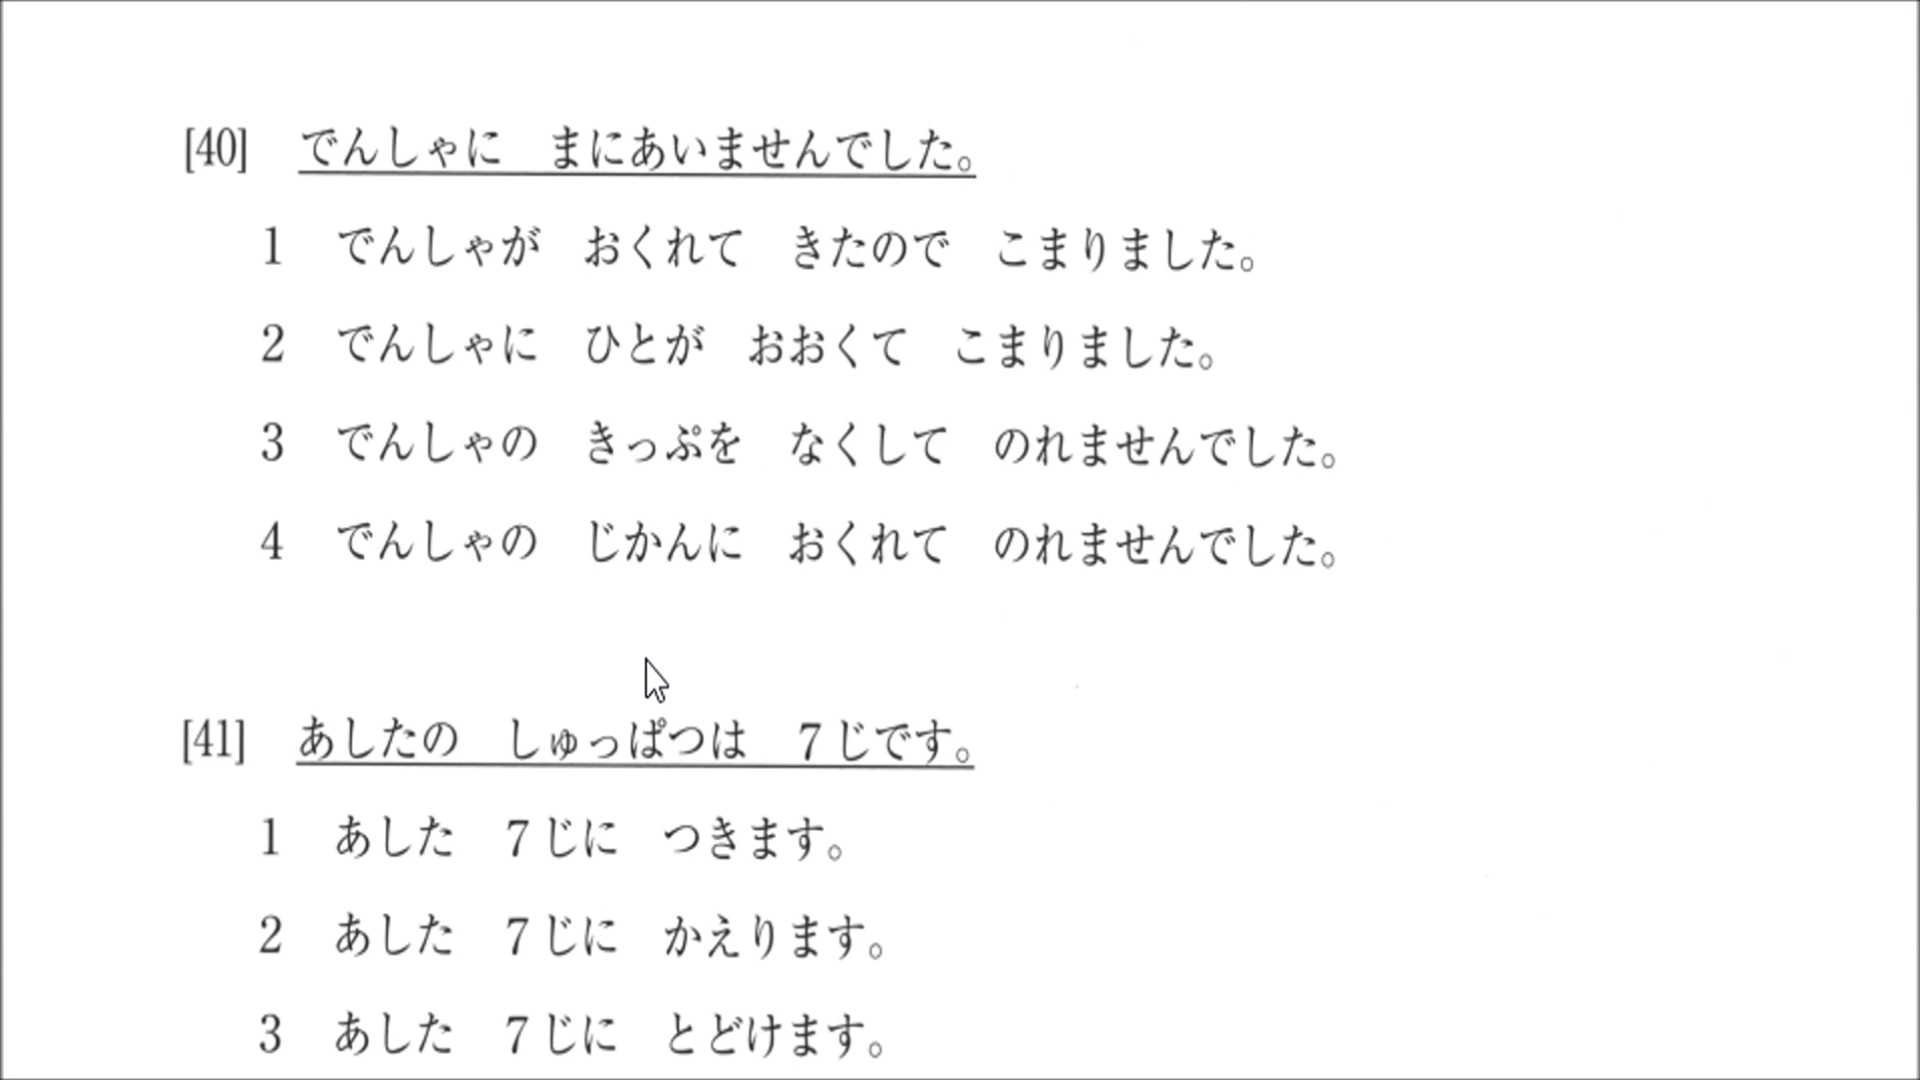 [40] でんしゃに　まにあいませんでした。
1 でんしゃが　おくれて　きたので　こまりました。
2 でんしゃに　ひとが　おおくて　こまりました。
3 でんしゃの　きっぷを　なくして　のれませんでした。
4 でんしゃの　じかんに　おくれて　のれませんでした。
[41] あしたの　しゅっぱつは　7じです。
1 あした　7じに　つきます。
2 あした　7じに　かえります。
3 あした　7じに　とどけます。